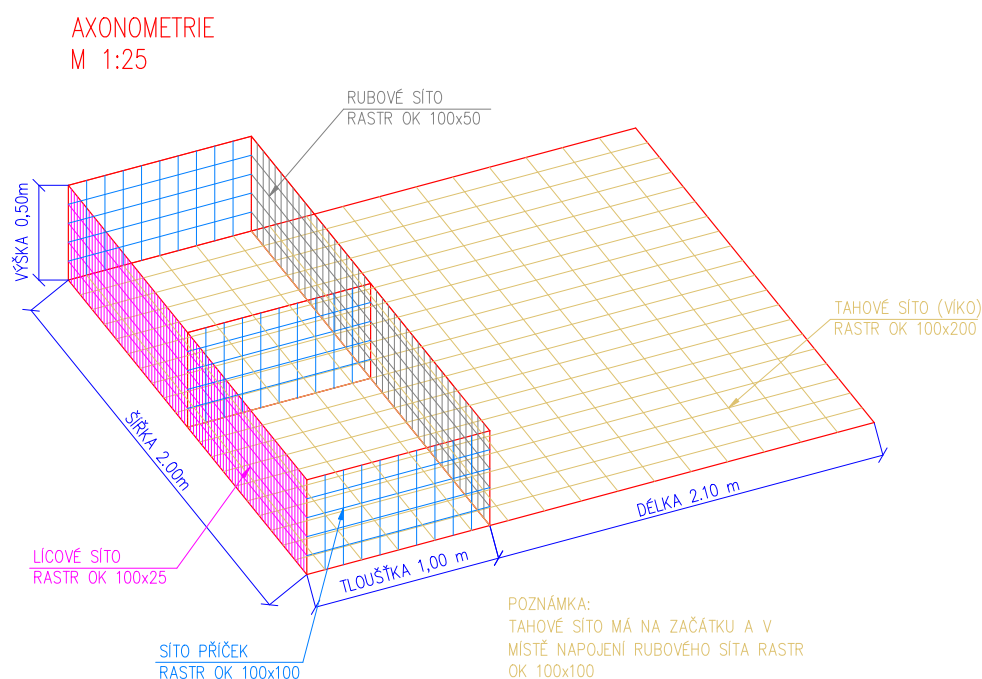 AXONOMETRIE
M 1:25
RUBOVÉ SÍTO
RASTR OK 100x50
VÝŠKA 0,50m
TAHOVÉ SÍTO (VÍKO)
RASTR OK 100x200
ŠÍŘKA 2.00m
DÉLKA 2.10 m
LÍCOVÉ SÍTO
RASTR OK 100x25
TLOUŠŤKA 1,00 m
POZNÁMKA:
TAHOVÉ SÍTO MÁ NA ZAČÁTKU A V
MÍSTĚ NAPOJENÍ RUBOVÉHO SÍTA RASTR
OK 100x100
SÍTO PŘÍČEK
RASTR OK 100x100